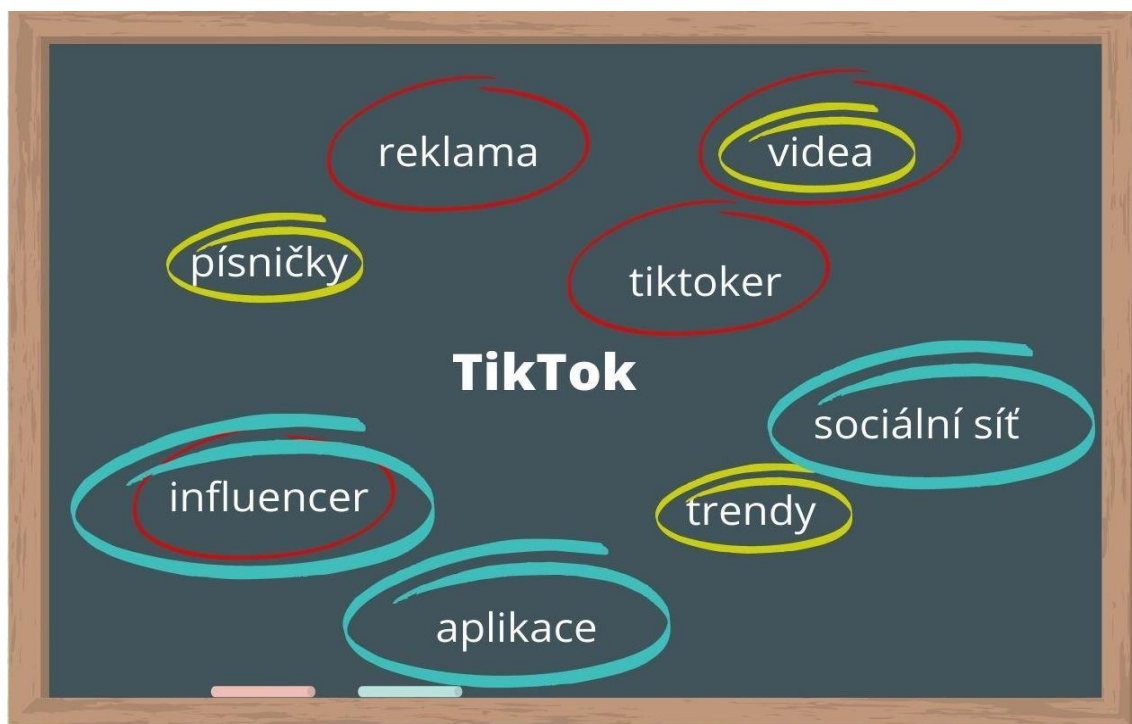 reklama
videa
písničky
tiktoker
TikTok
sociální síť
influencer
trendy
aplikace